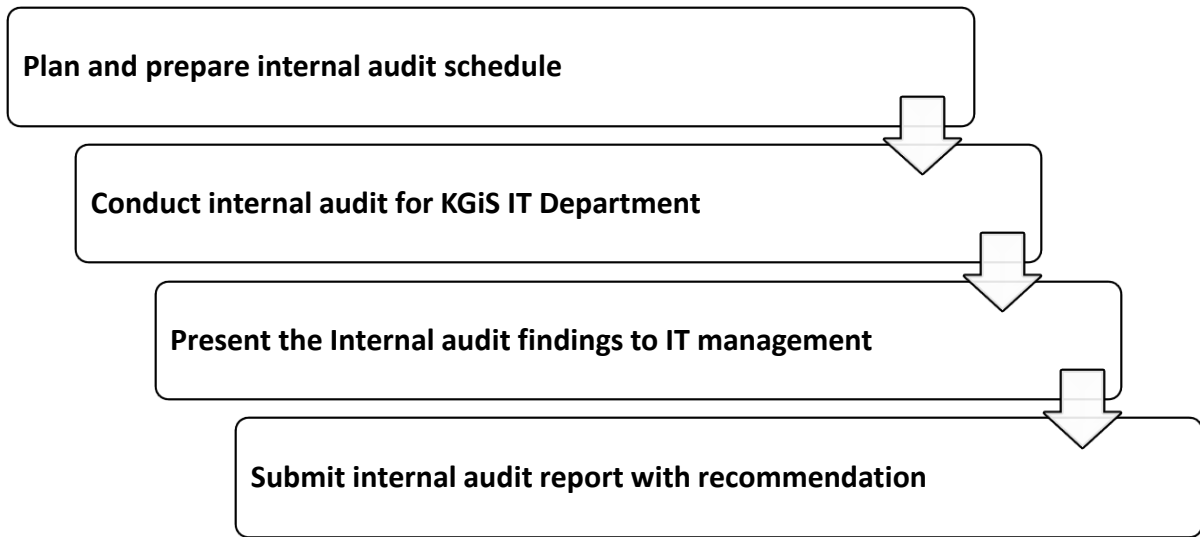 Plan and prepare internal audit schedule
Conduct internal audit for KGiS IT Department
Present the Internal audit findings to IT management
Submit internal audit report with recommendation